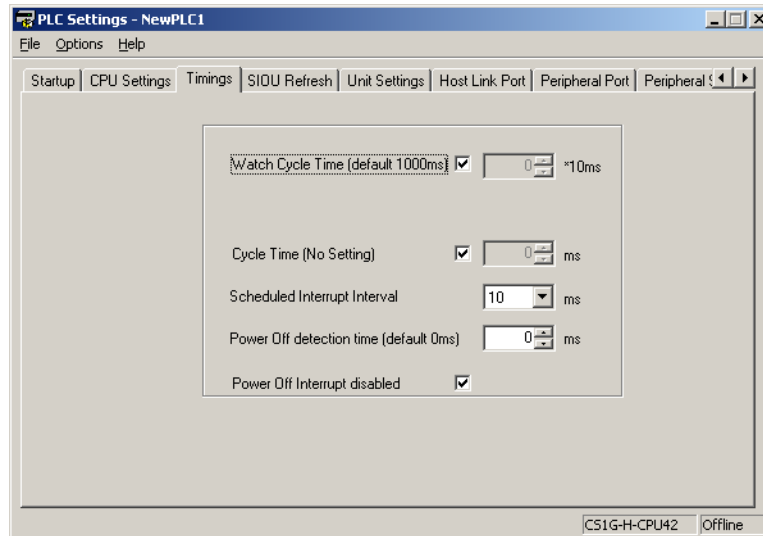 PLC Settings - NewPLC1
File Options Help
Startup CPU Settings Timings SIOU Refresh Unit Settings Host Link Port Peripheral Port Peripheral
Watch Cycle Time (default 1000ms) 0 *10ms
Cycle Time (No Setting) 0 ms
Scheduled Interrupt Interval 10 ms
Power Off detection time (default 0ms) 0 ms
Power Off Interrupt disabled
CS1G-H-CPU42 Offline